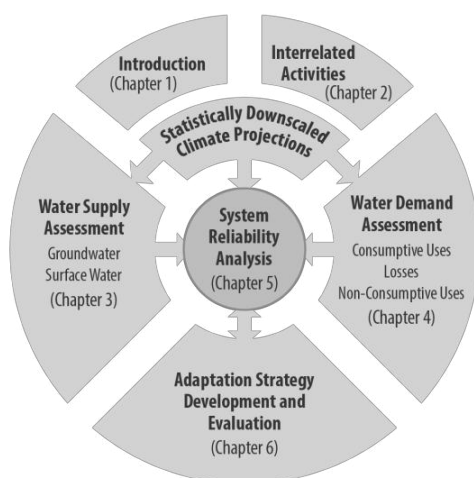 Introduction
(Chapter 1)
Interrelated
Activities
(Chapter 2)
Statistically Downscaled
Climate Projections
Water Supply
Assessment
Groundwater
Surface Water
(Chapter 3)
System
Reliability
Analysis
(Chapter 5)
Water Demand
Assessment
Consumptive Uses
Losses
Non-Consumptive Uses
(Chapter 4)
Adaptation Strategy
Development and
Evaluation
(Chapter 6)